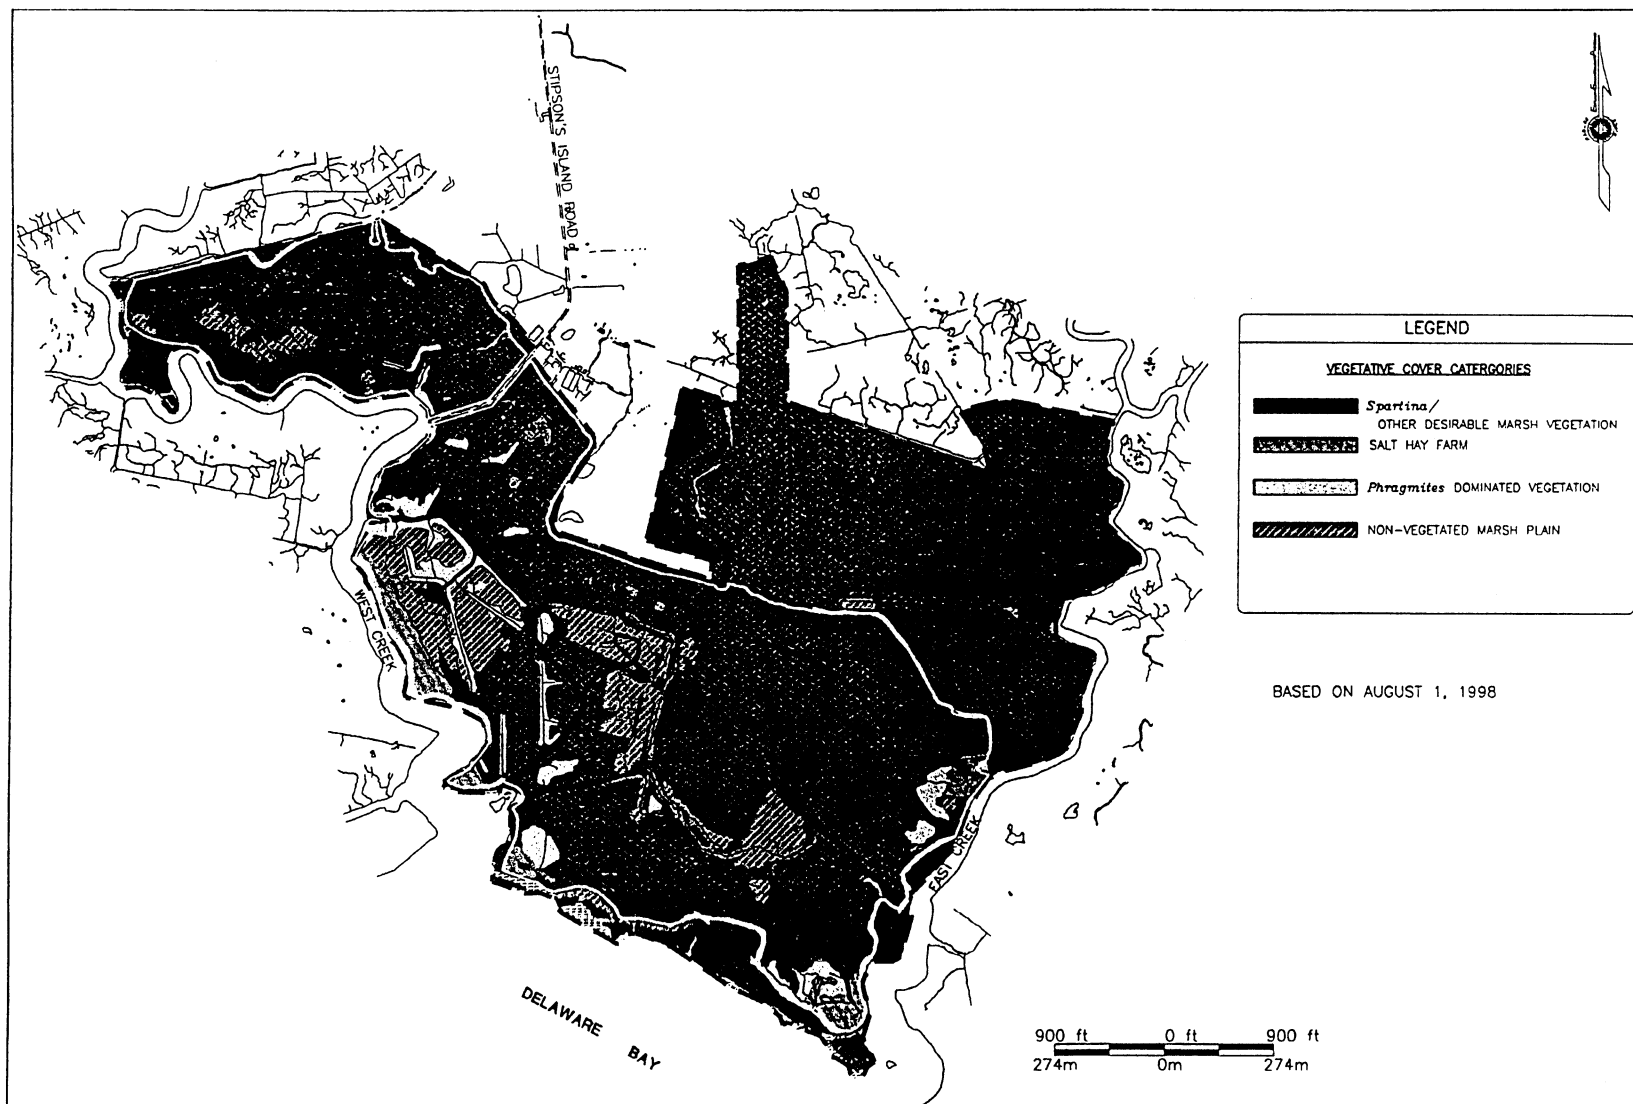 STIPSON'S ISLAND ROAD
LEGEND
VEGETATIVE COVER CATERGORIES
Spartina/
OTHER DESIRABLE MARSH VEGETATION
SALT HAY FARM
Phragmites DOMINATED VEGETATION
NON-VEGETATED MARSH PLAIN
WEST CREEK
BASED ON AUGUST 1, 1998
EAST CREEK
DELAWARE
BAY
900 ft 0 ft 900 ft
274m 0m 274m